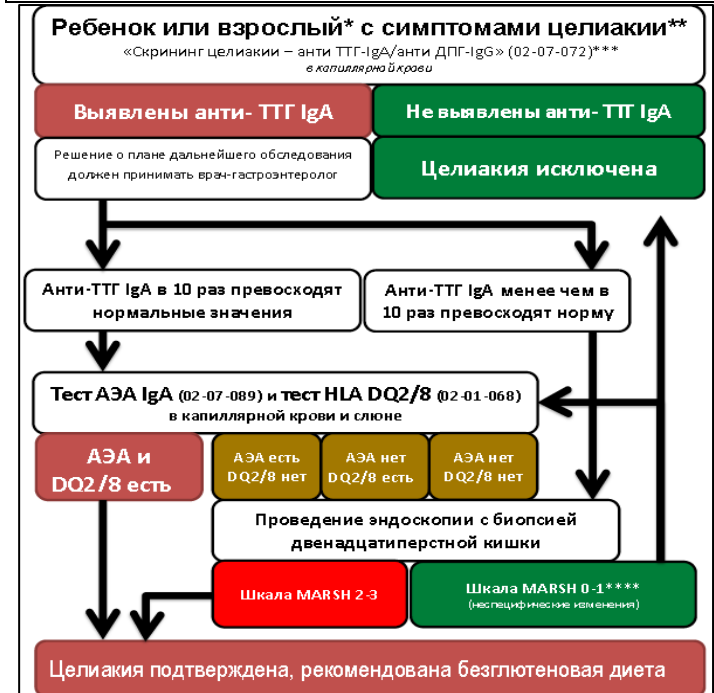 Ребенок или взрослый* с симптомами целиакии**
«Скрининг целиакии – анти ТТГ-IgA/анти ДПГ-IgG» (02-07-072)***
в капиллярной крови
Выявлены анти- ТТГ IgA
Не выявлены анти- ТТГ IgA
Решение о плане дальнейшего обследования
должен принимать врач-гастроэнтеролог
Целиакия исключена
Анти-ТТГ IgA в 10 раз превосходят
нормальные значения
Анти-ТТГ IgA менее чем в
10 раз превосходят норму
Тест АЭА IgA (02-07-089) и тест HLA DQ2/8 (02-01-068)
в капиллярной крови и слюне
АЭА и
DQ2/8 есть
АЭА есть
DQ2/8 нет
АЭА нет
DQ2/8 есть
АЭА нет
DQ2/8 нет
Проведение эндоскопии с биопсией
двенадцатиперстной кишки
Шкала MARSH 2-3
Шкала MARSH 0-1****
(неспецифические изменения)
Целиакия подтверждена, рекомендована безглютеновая диета